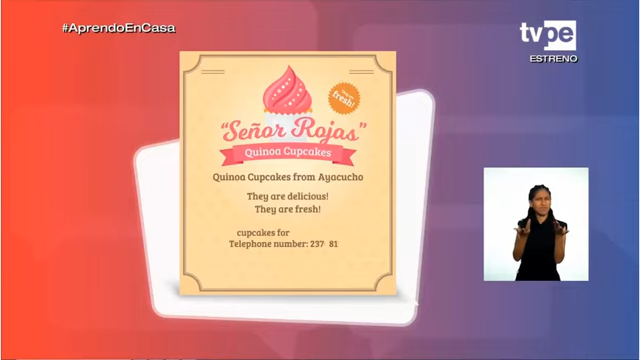 #AprendoEnCasa
tvpe
ESTRENO
fresh!
“Señor Rojas”
Quinoa Cupcakes
Quinoa Cupcakes from Ayacucho
They are delicious!
They are fresh!
cupcakes for
Telephone number: 237 81